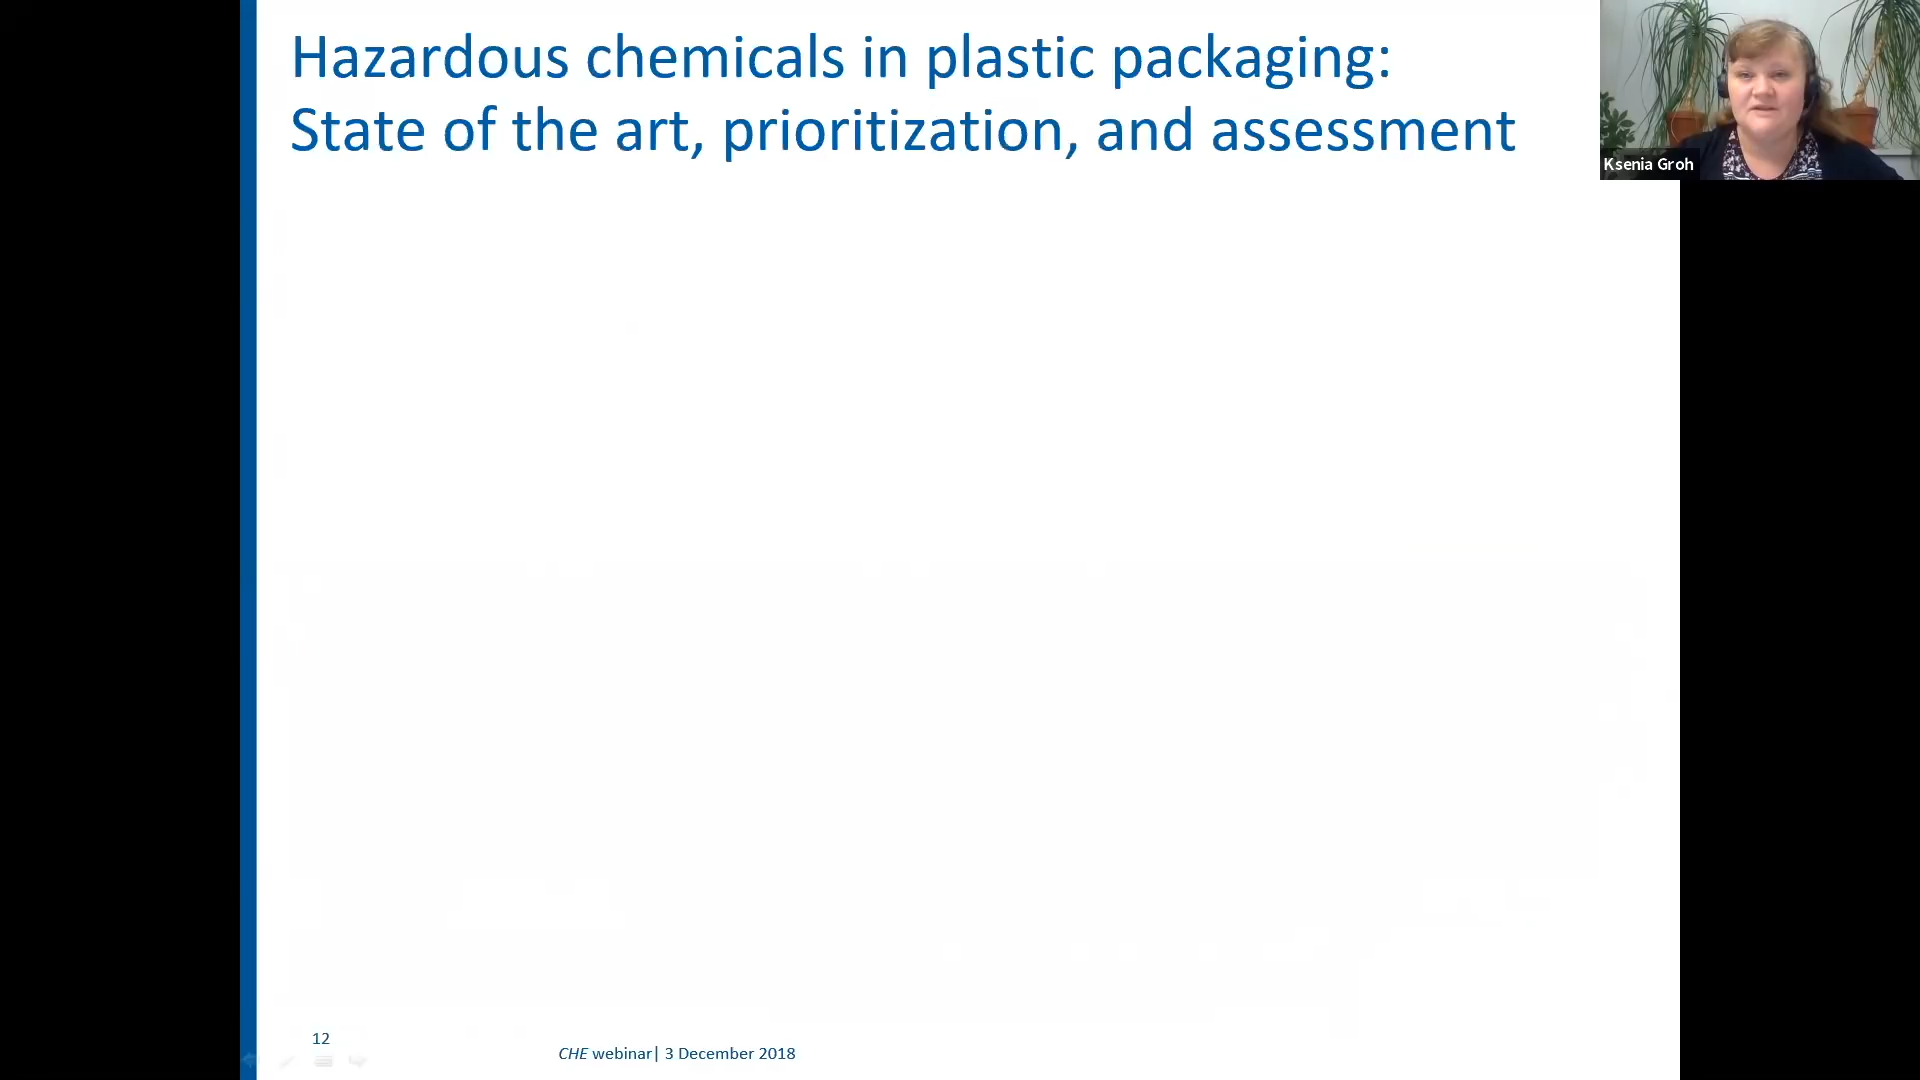 Hazardous chemicals in plastic packaging:
State of the art, prioritization, and assessment
Ksenia Groh
12
CHE webinar| 3 December 2018